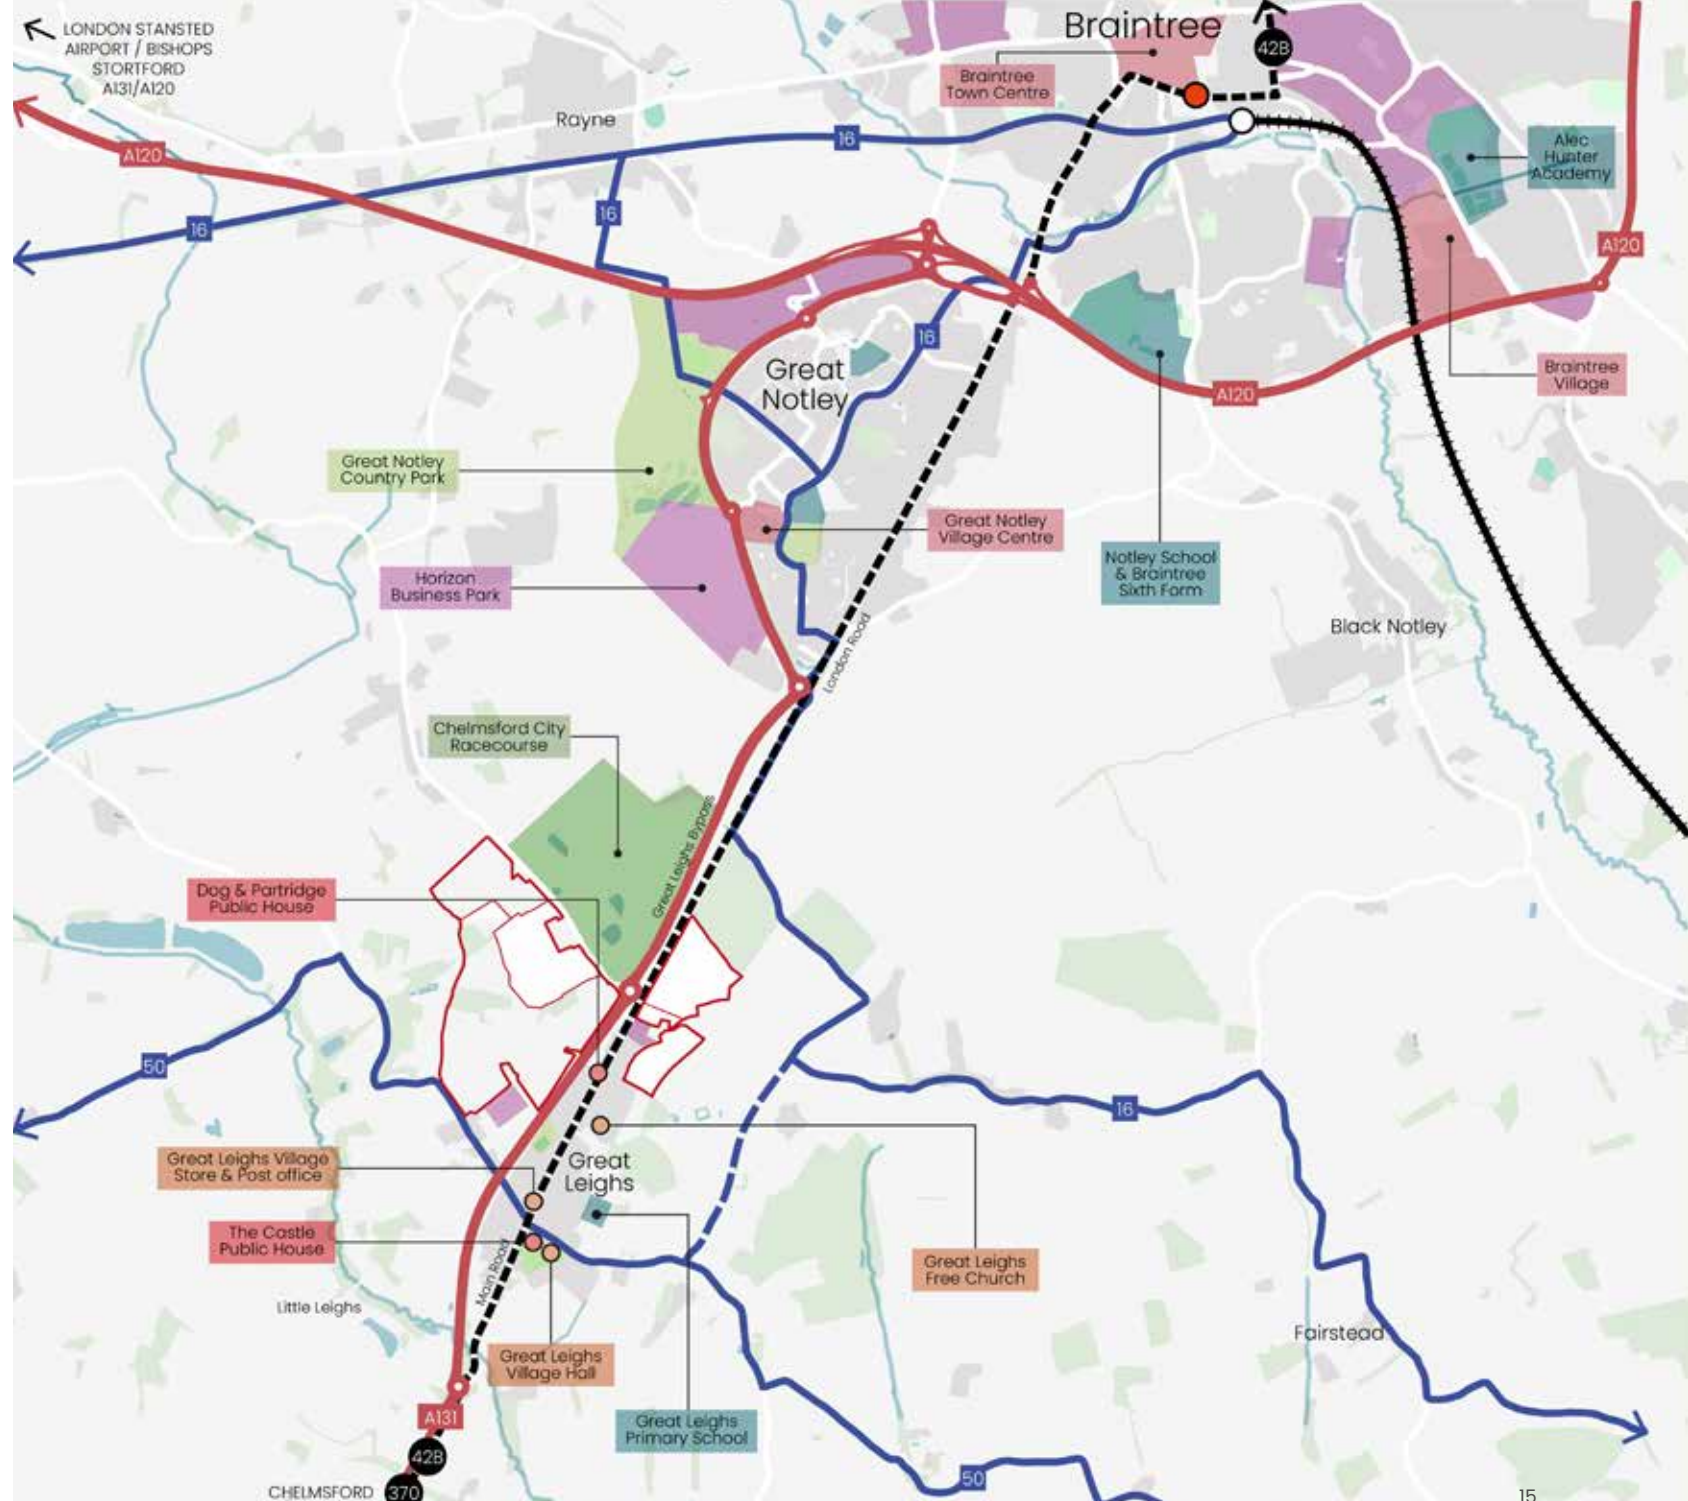 LONDON STANSTED
AIRPORT / BISHOPS
STORTFORD
A131/A120
Braintree
42B
Braintree
Town Centre
Rayne
A120
16
16
16
Alec
Hunter
Academy
A120
16
Great
Notley
A120
Braintree
Village
Great Notley
Country Park
Great Notley
Village Centre
Notley School
& Braintree
Sixth Form
Horizon
Business Park
London Road
Black Notley
Chelmsford City
Racecourse
Great Leighs Bypass
Dog & Partridge
Public House
50
16
Great Leighs Village
Store & Post office
Great
Leighs
The Castle
Public House
Main Road
Great Leighs
Free Church
Little Leighs
Fairstead
Great Leighs
Village Hall
A131
Great Leighs
Primary School
42B
50
CHELMSFORD
370
15